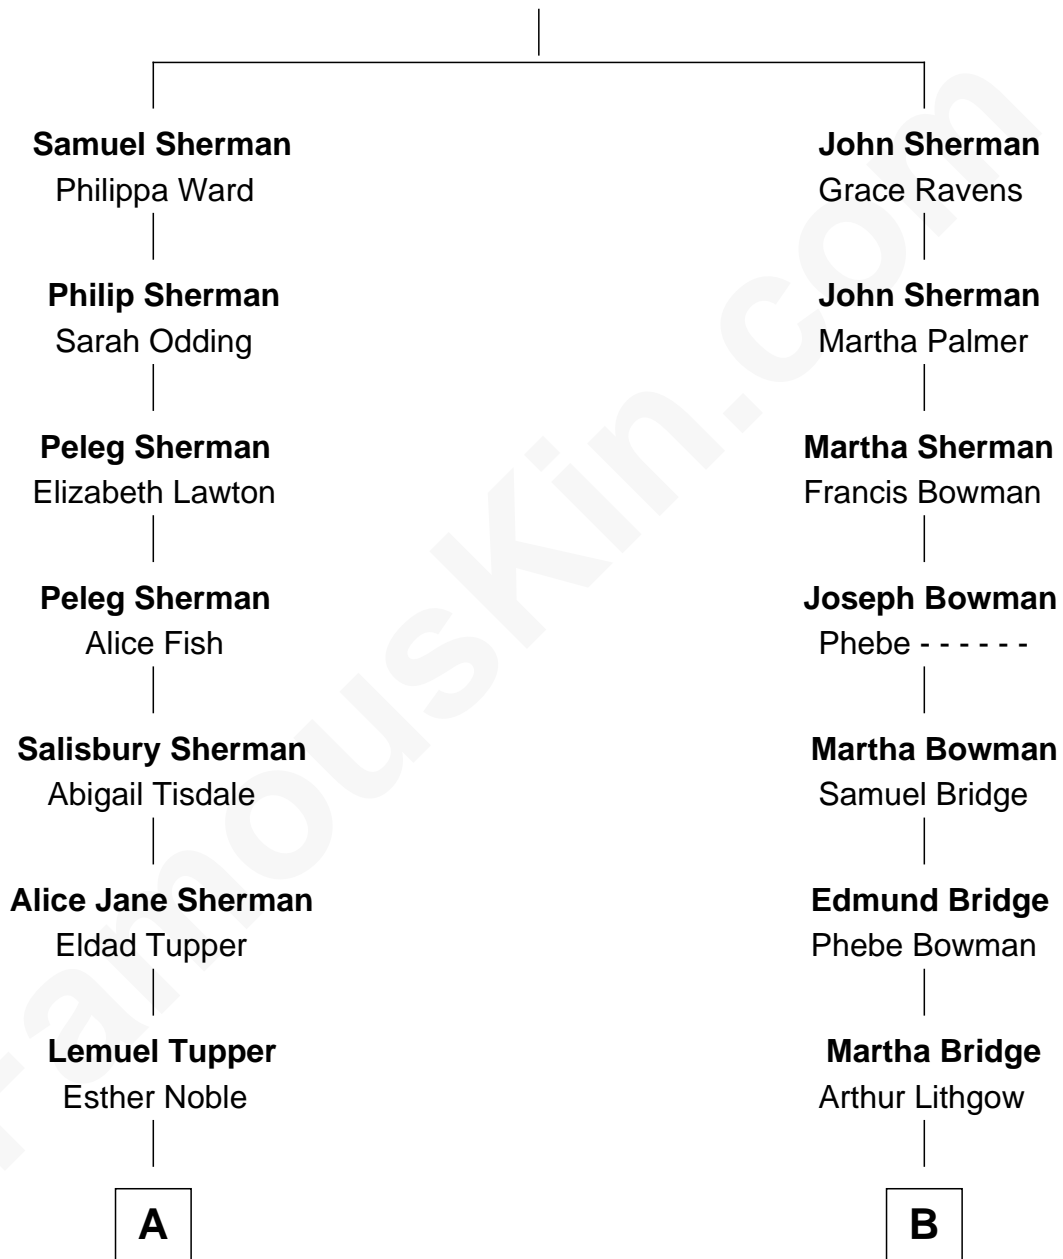 Samuel Sherman
Philippa Ward
Philip Sherman
Sarah Odding
Peleg Sherman
Elizabeth Lawton
Peleg Sherman
Alice Fish
Salisbury Sherman
Abigail Tisdale
Alice Jane Sherman
Eldad Tupper
Lemuel Tupper
Esther Noble
A
John Sherman
Grace Ravens
John Sherman
Martha Palmer
Martha Sherman
Francis Bowman
Joseph Bowman
Phebe - - - - - -
Martha Bowman
Samuel Bridge
Edmund Bridge
Phebe Bowman
Martha Bridge
Arthur Lithgow
B
FamousKin.com